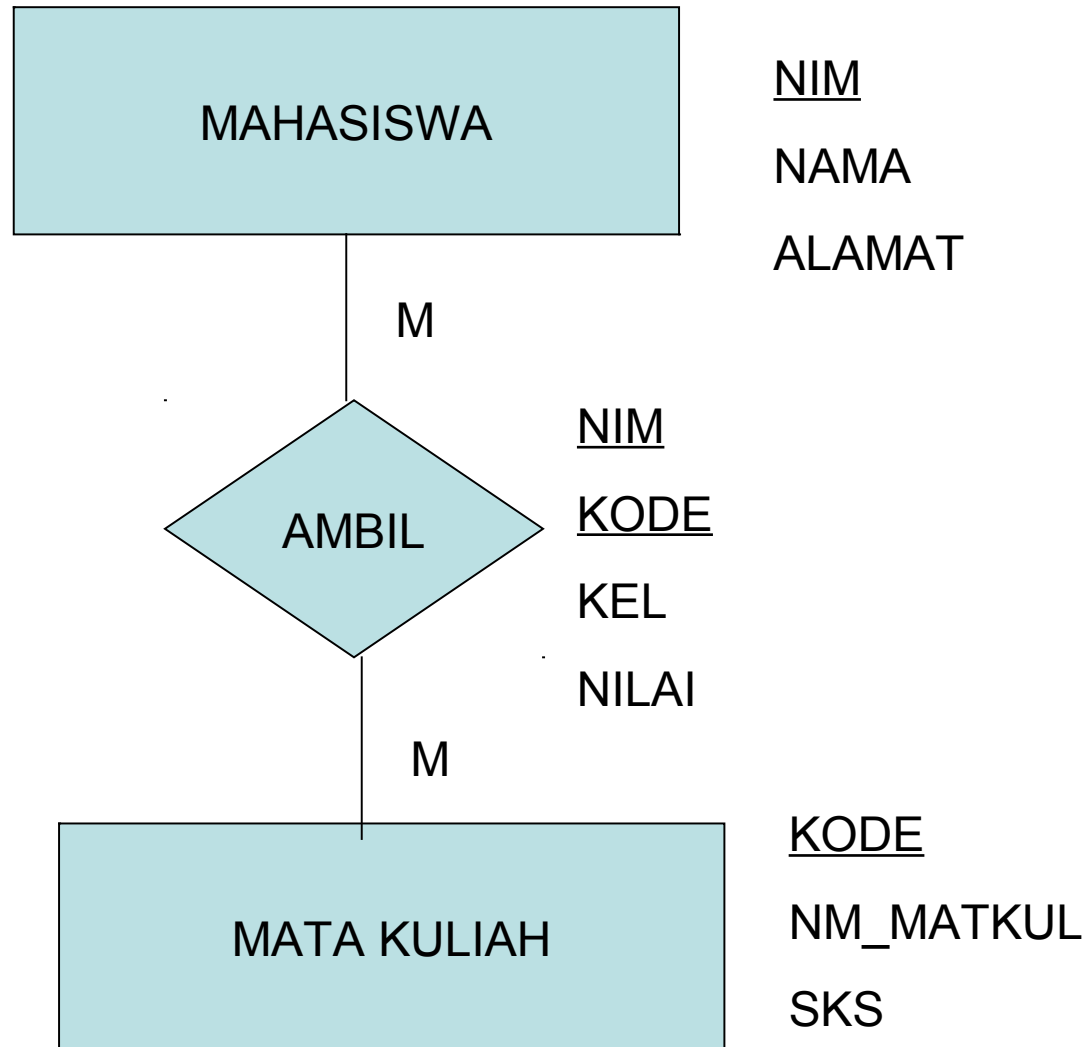 MAHASISWA
NIM
NAMA
ALAMAT
M
AMBIL
NIM
KODE
KEL
NILAI
M
MATA KULIAH
KODE
NM_MATKUL
SKS